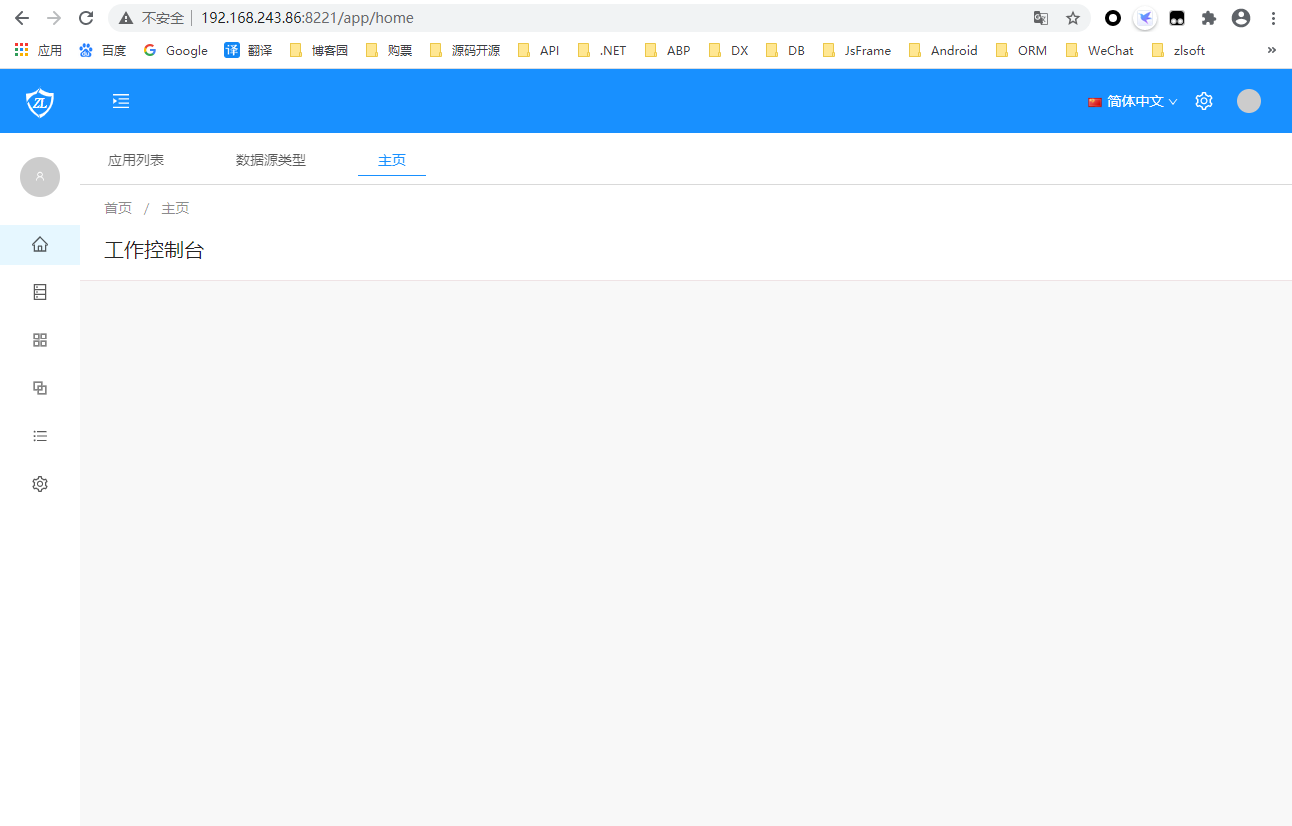 不安全 192.168.243.86:8221/app/home
应用 百度 Google 译 翻译 博客园 购票 源码开源 API .NET ABP DX DB JsFrame Android ORM WeChat zlsoft »
ZL 简体中文
应用列表 数据源类型 主页
首页 / 主页
工作控制台